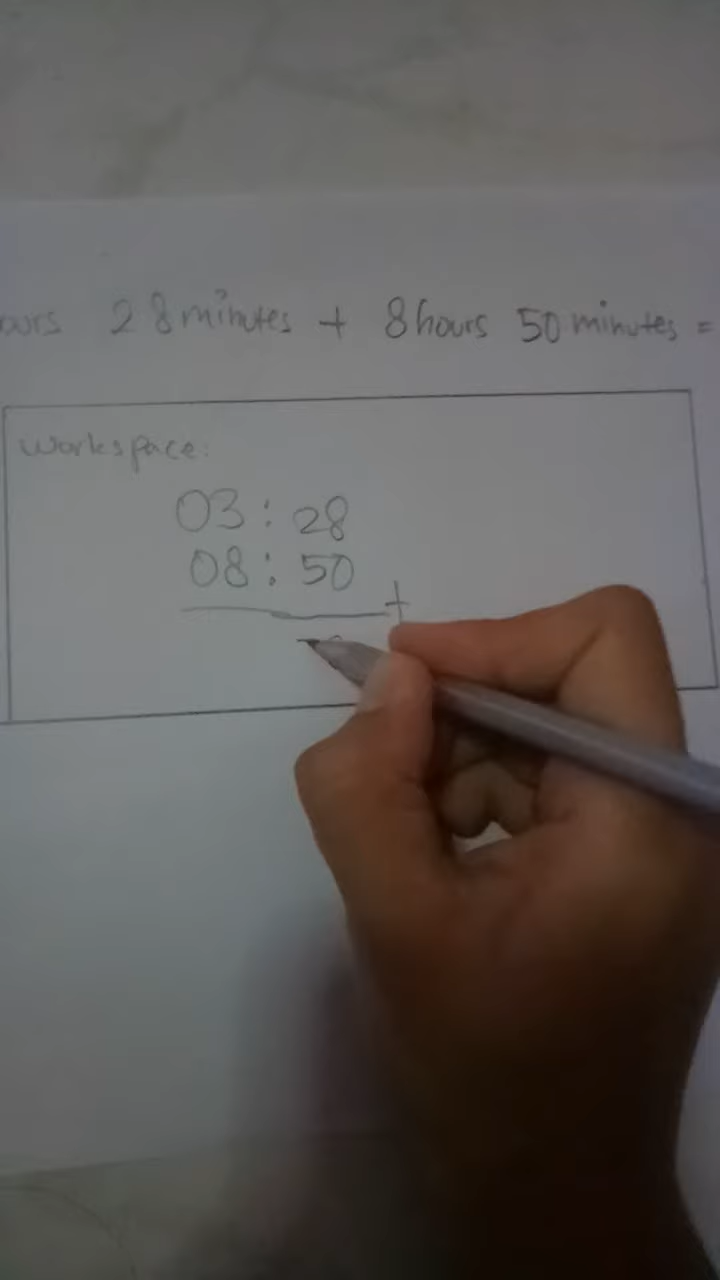 ours 28 minutes + 8 hours 50 minutes =
Workspace:
03 : 28
08 : 50
+